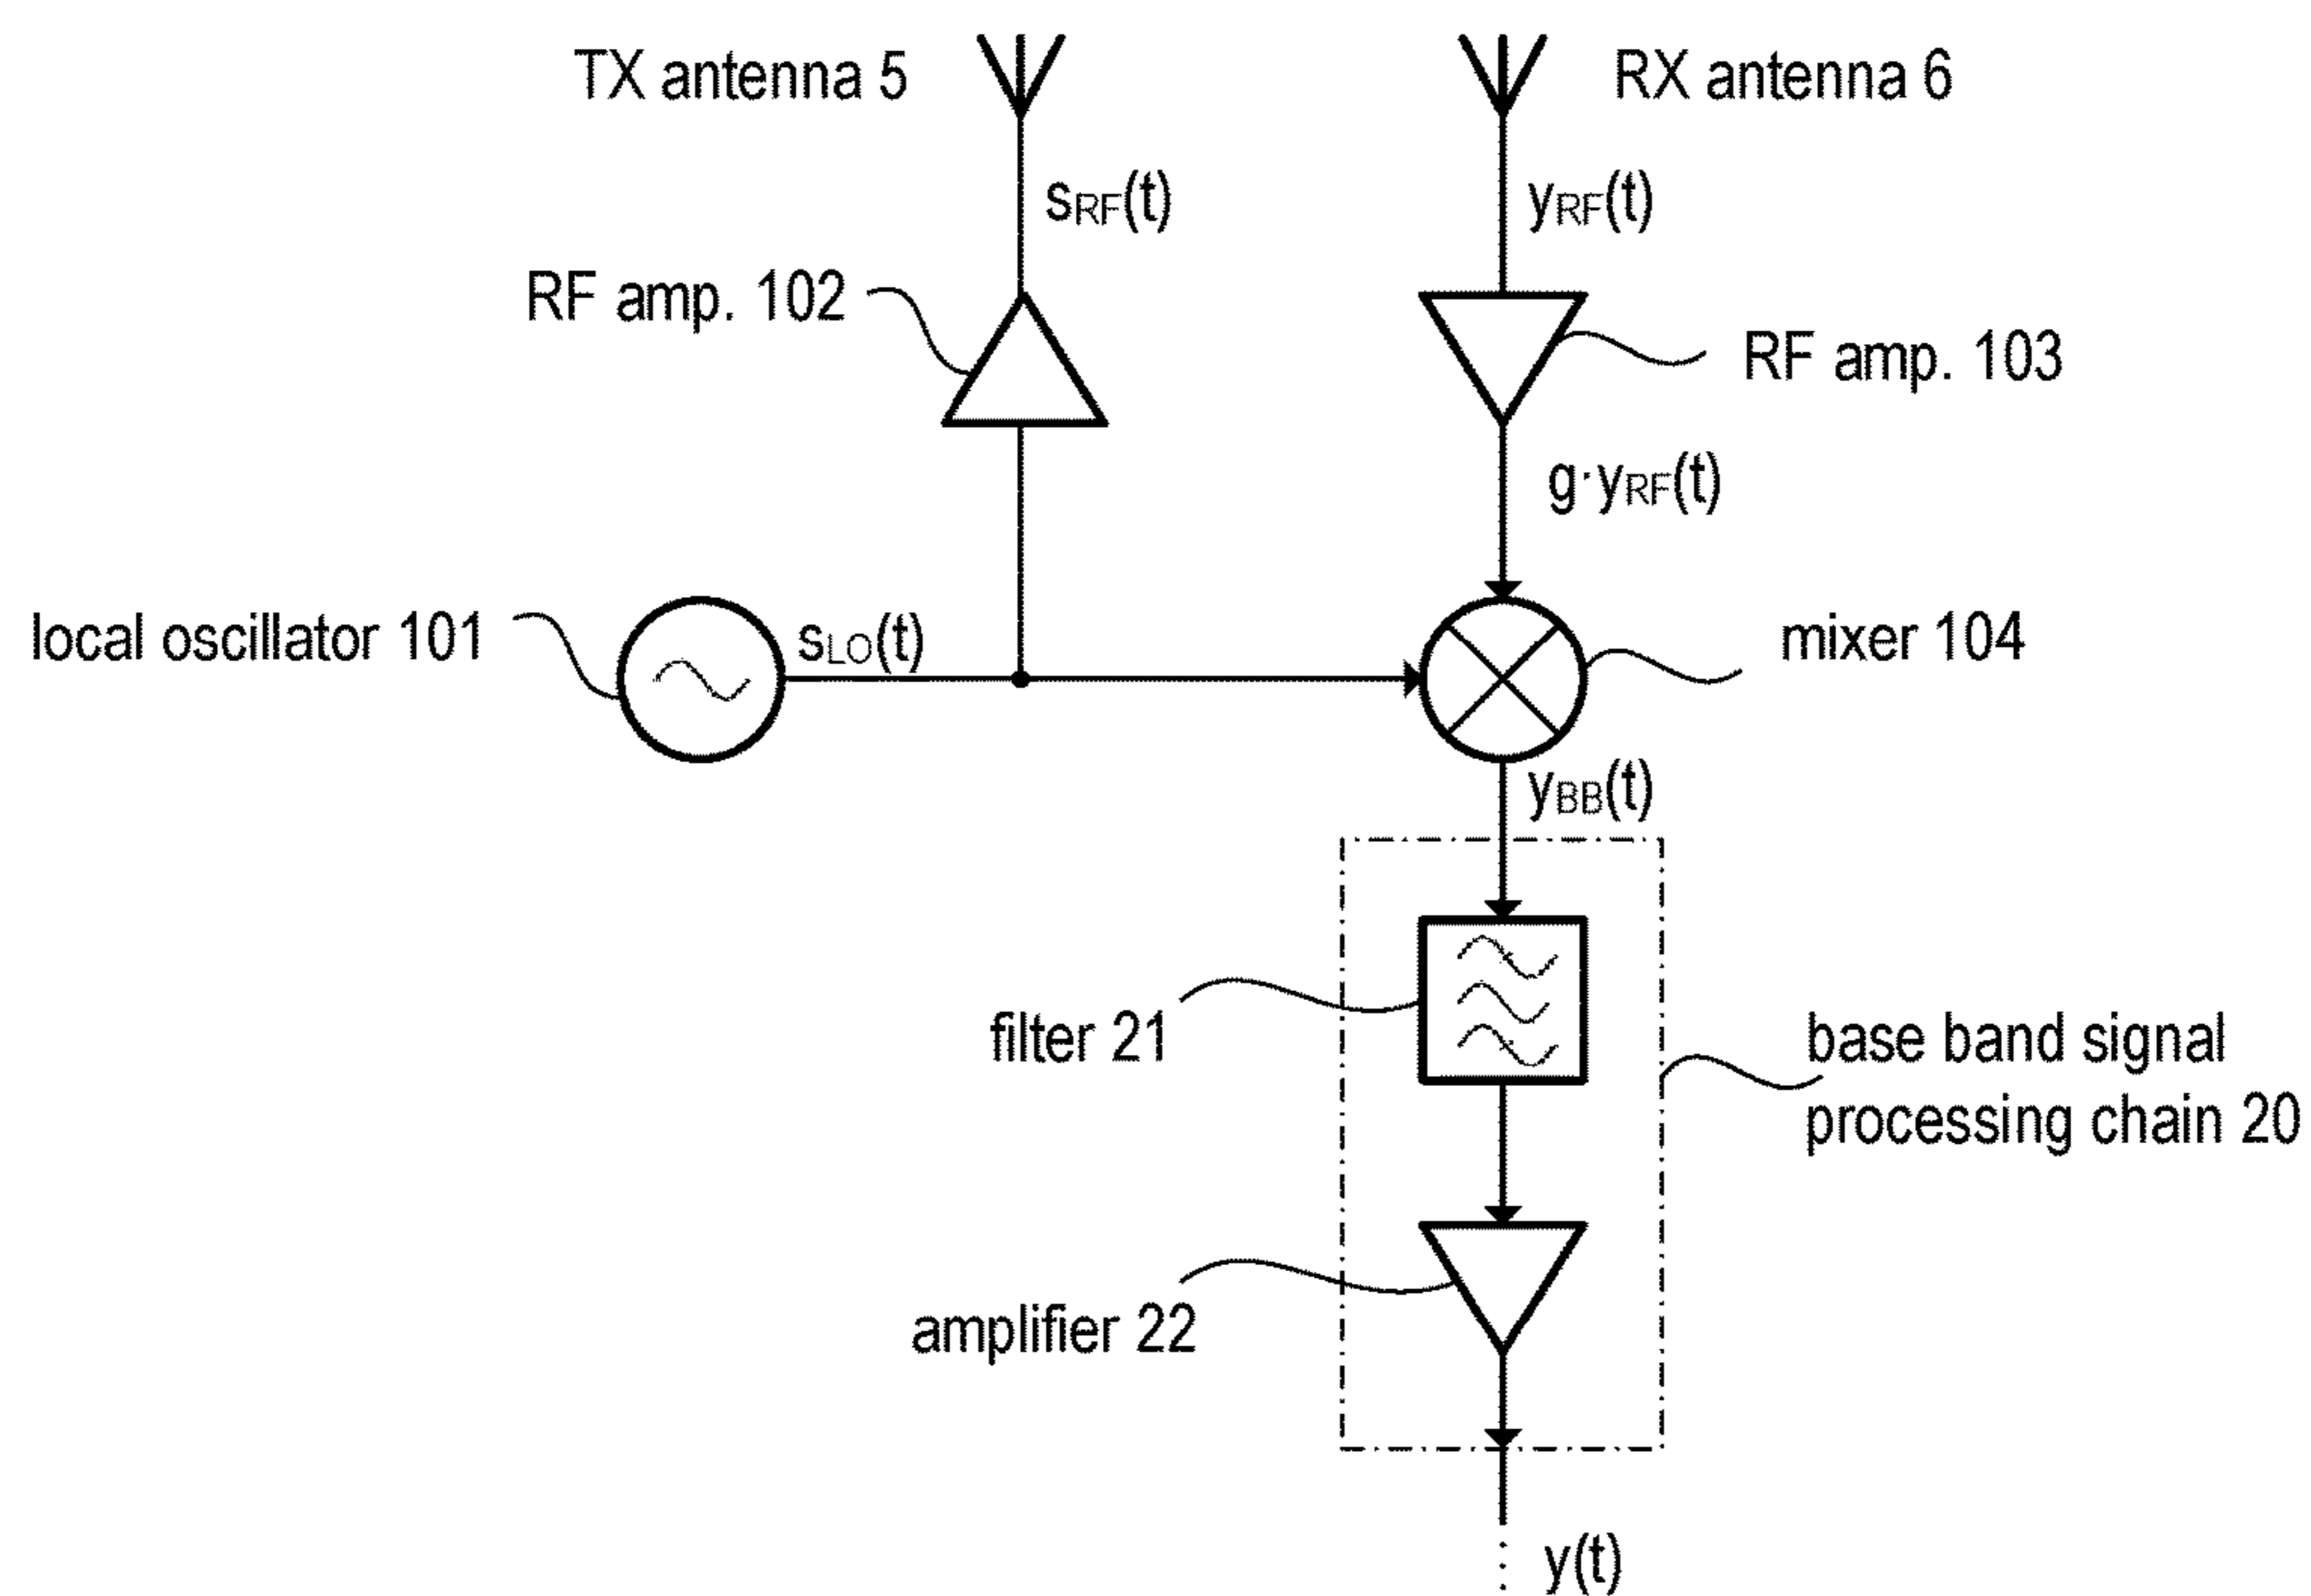 TX antenna 5
RX antenna 6
sRF(t)
yRF(t)
RF amp. 102
RF amp. 103
g·yRF(t)
local oscillator 101
sLO(t)
mixer 104
yBB(t)
filter 21
base band signal
processing chain 20
amplifier 22
y(t)